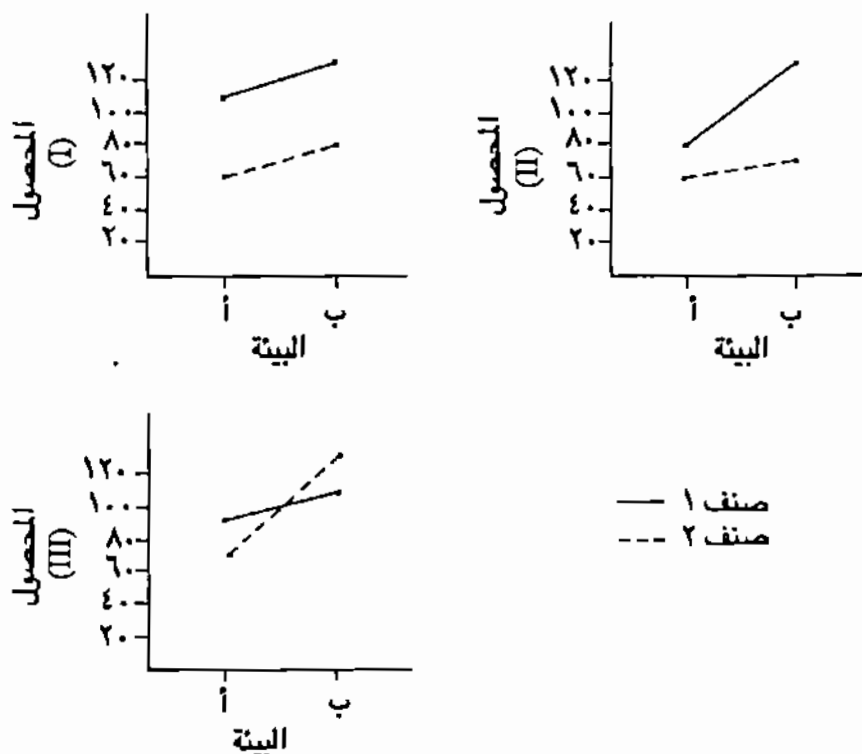 المحصول
(I)
١٢٠
١٠٠
٨٠
٦٠
٤٠
٢٠
أ
ب
البيئة
المحصول
(II)
١٢٠
١٠٠
٨٠
٦٠
٤٠
٢٠
أ
ب
البيئة
المحصول
(III)
١٢٠
١٠٠
٨٠
٦٠
٤٠
٢٠
أ
ب
البيئة
صنف ١
صنف ٢